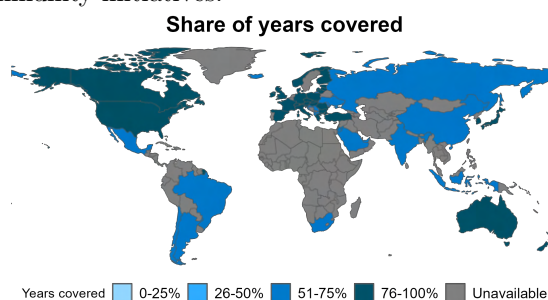 Share of years covered
Years covered 0-25% 26-50% 51-75% 76-100% Unavailable